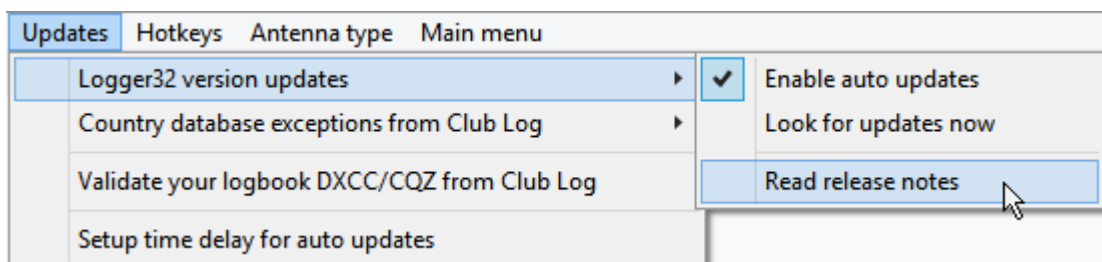 Updates Hotkeys Antenna type Main menu
Logger32 version updates
Enable auto updates
Country database exceptions from Club Log
Look for updates now
Validate your logbook DXCC/CQZ from Club Log
Read release notes
Setup time delay for auto updates